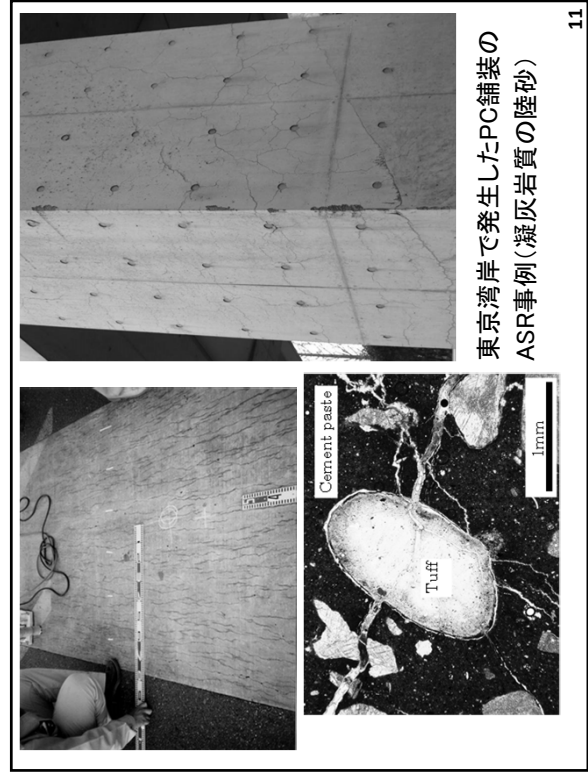 東京湾岸で発生したPC舗装の
ASR事例(凝灰岩質の陸砂)
Cement paste
Tuff
1mm
11